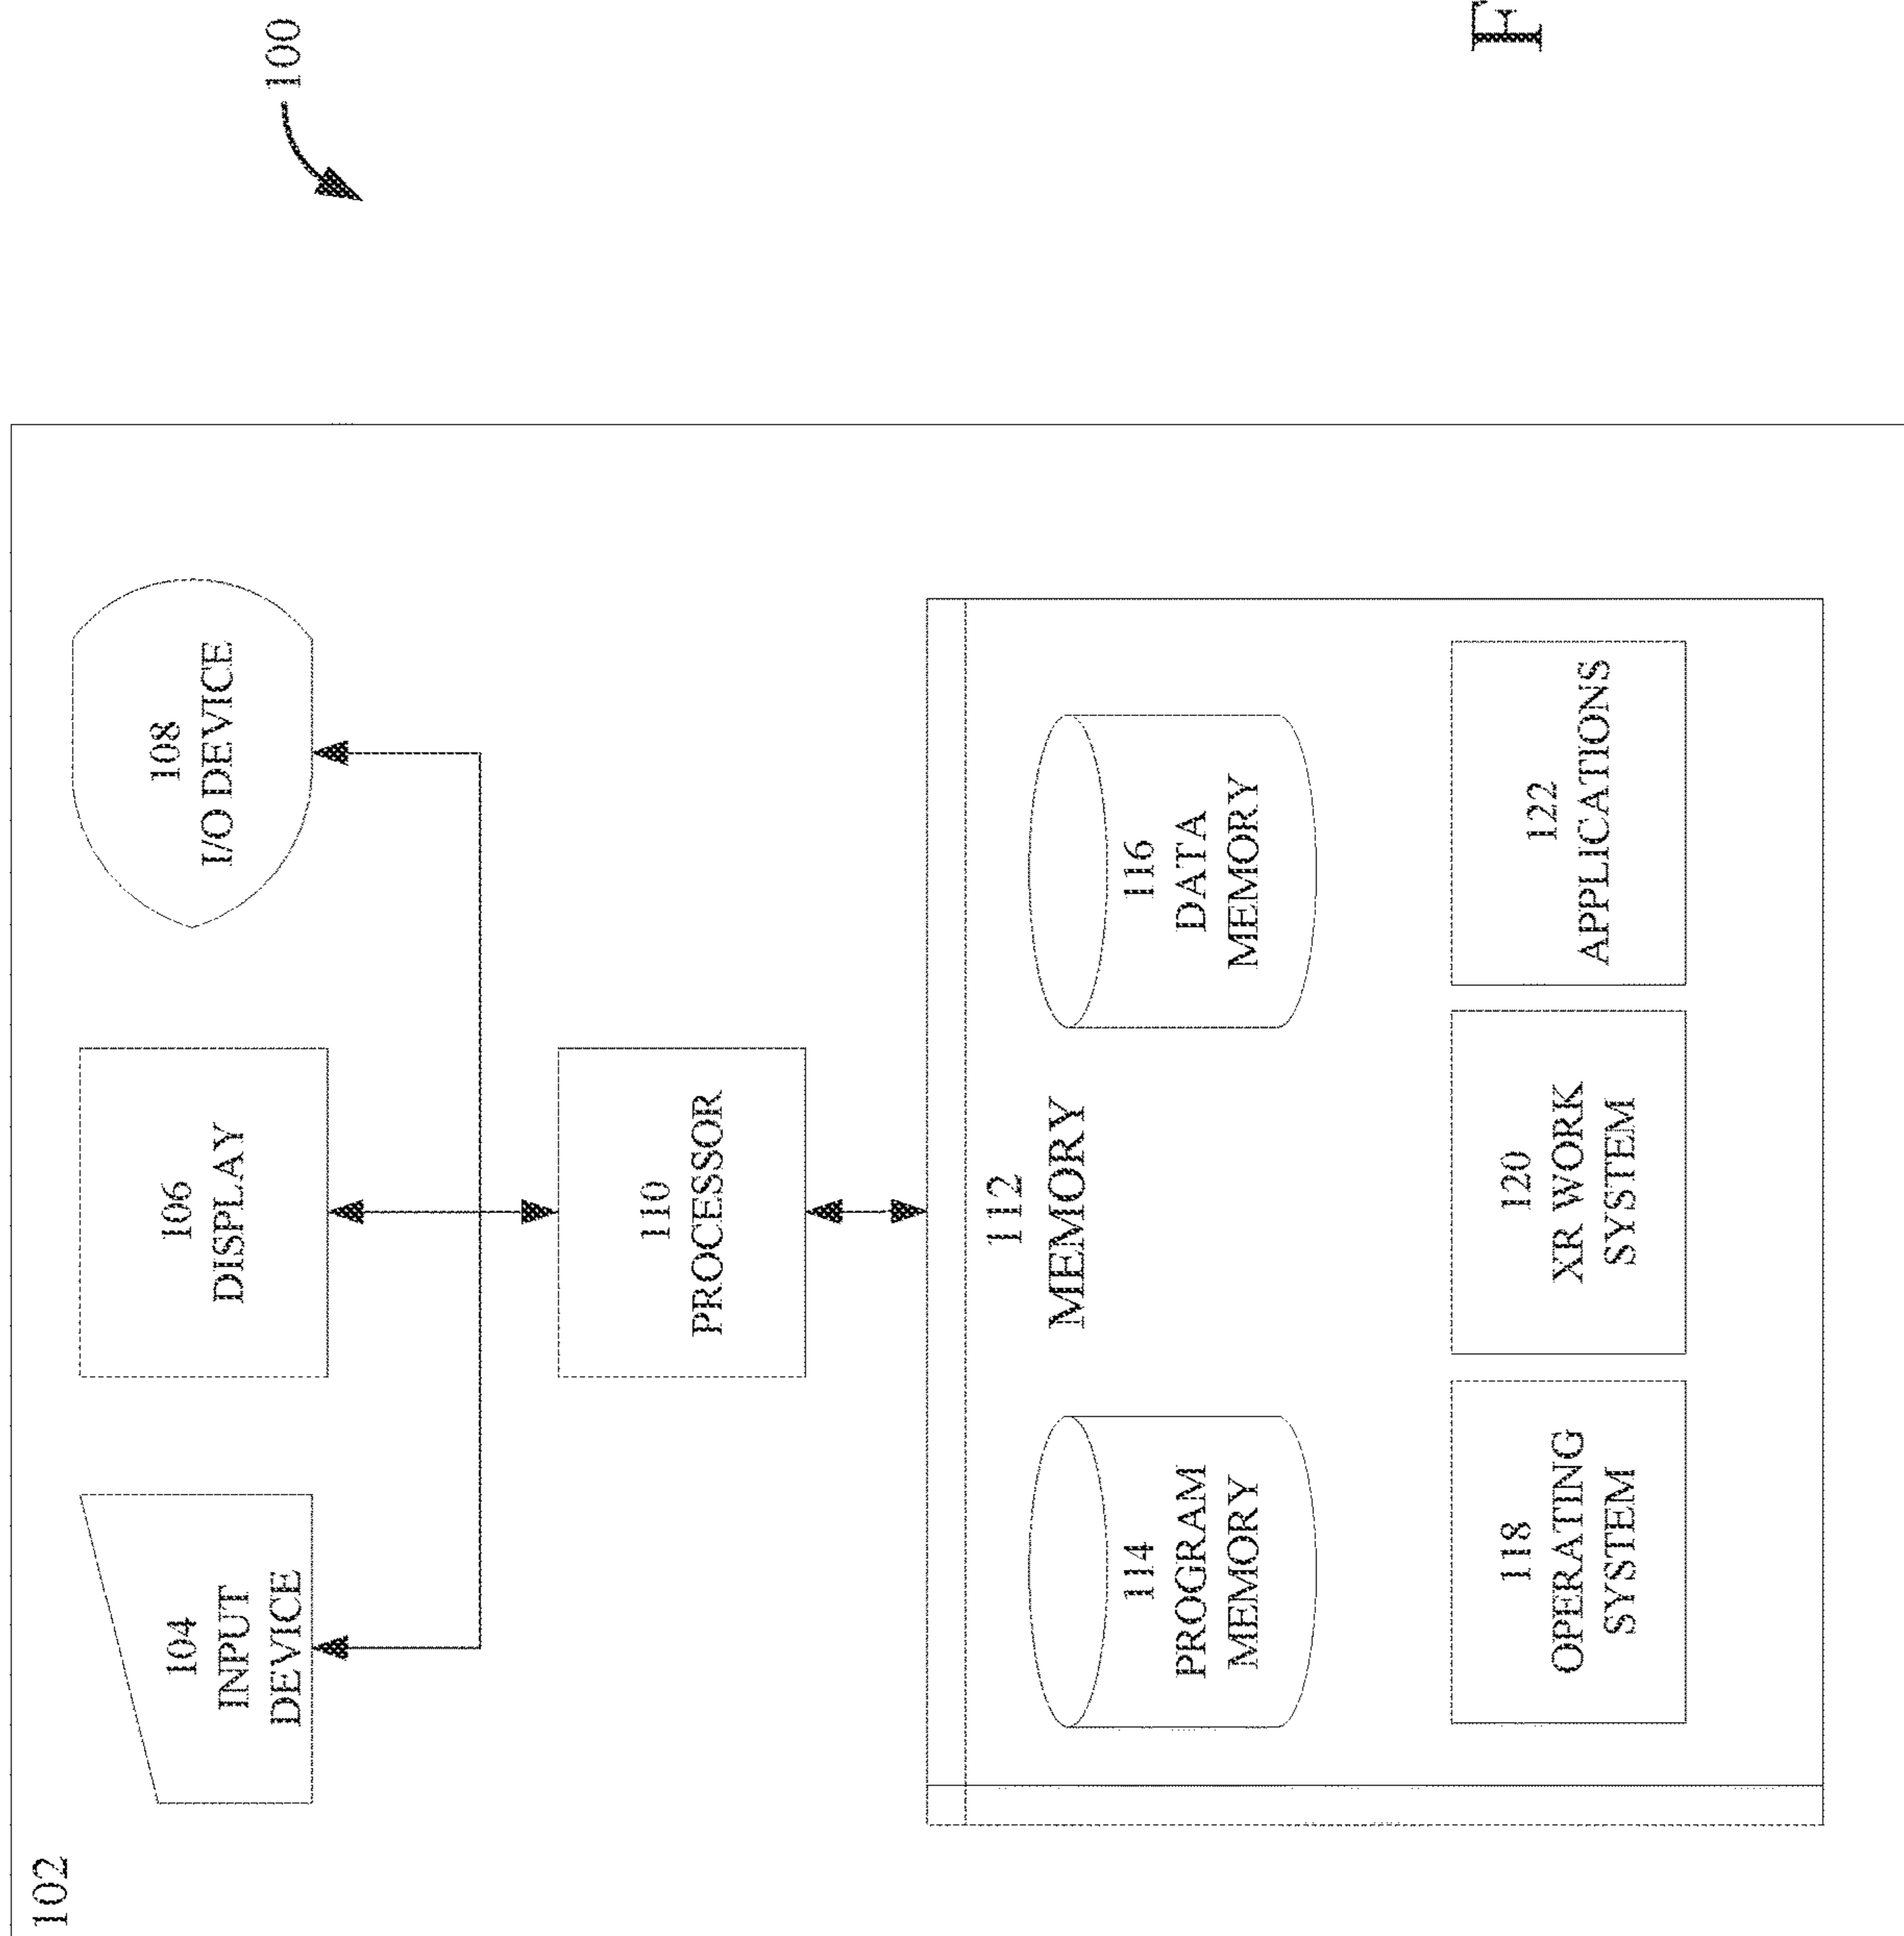 102
100
104
INPUT
DEVICE
106
DISPLAY
108
I/O DEVICE
110
PROCESSOR
112
MEMORY
114
PROGRAM
MEMORY
116
DATA
MEMORY
118
OPERATING
SYSTEM
120
XR WORK
SYSTEM
122
APPLICATIONS
F